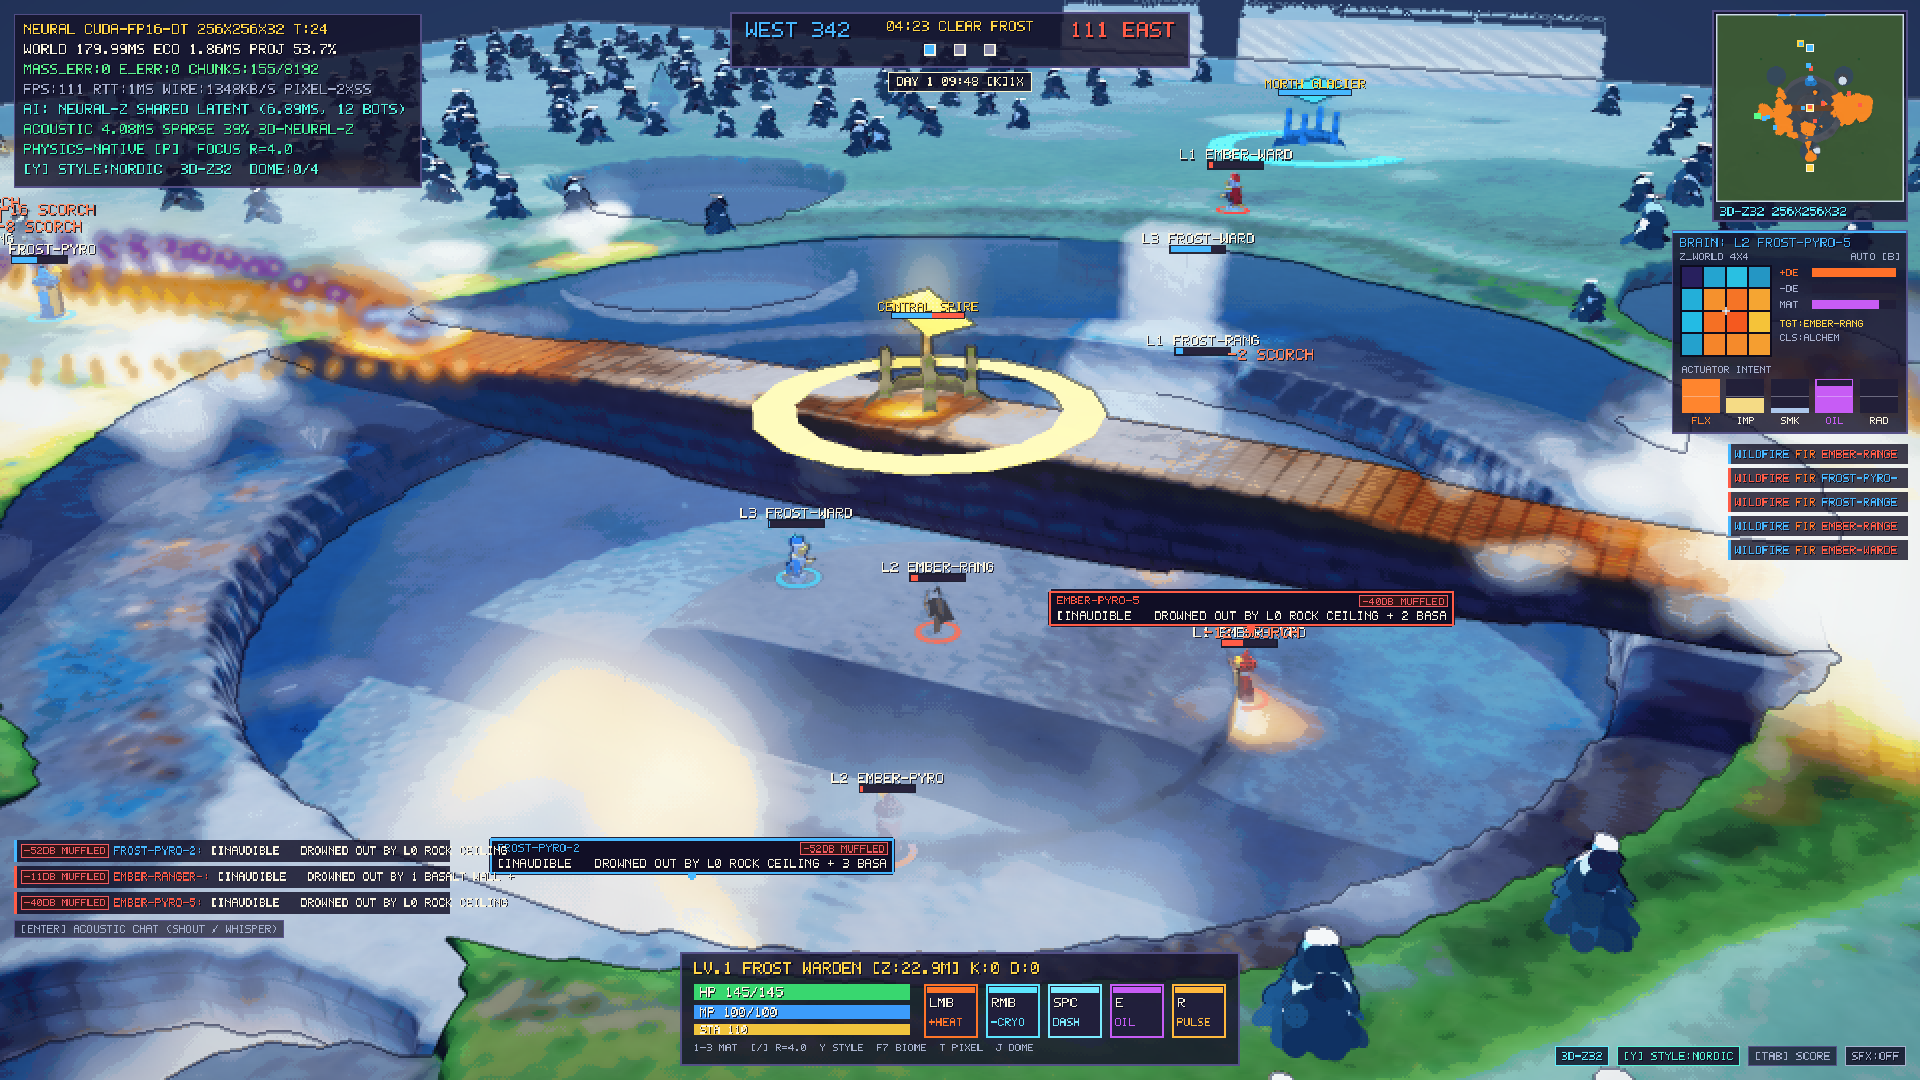 NEURAL CUDA-FP16-DT 256X256X32 T:24
WORLD 179.99MS ECO 1.86MS PROJ 53.7%
MASS_ERR:0 E_ERR:0 CHUNKS:155/8192
FPS:111 RTT:1MS WIRE:1348KB/S PIXEL-2XSS
AI: NEURAL-Z SHARED LATENT (6.89MS, 12 BOTS)
ACOUSTIC 4.08MS SPARSE 39% 3D-NEURAL-Z
PHYSICS-NATIVE [P] FOCUS R=4.0
[Y] STYLE:NORDIC 3D-Z32 DOME:0/4
WEST 342
04:23 CLEAR FROST
111 EAST
DAY 1 09:48 [K]1X
NORTH GLACIER
L1 EMBER-WARD
3D-Z32 256X256X32
SCORCH
-8 SCORCH
FROST-PYRO
L3 FROST-WARD
CENTRAL SPIRE
L1 FROST-RANG
-2 SCORCH
BRAIN: L2 FROST-PYRO-5
Z_WORLD 4X4 AUTO [B]
+DE
-DE
MAT
TGT:EMBER-RANG
CLS:ALCHEM
ACTUATOR INTENT
FLX IMP SMK OIL RAD
WILDFIRE FIR EMBER-RANGE
WILDFIRE FIR FROST-PYRO-
WILDFIRE FIR FROST-RANGE
WILDFIRE FIR EMBER-RANGE
WILDFIRE FIR EMBER-WARDE
L3 FROST-WARD
L2 EMBER-RANG
EMBER-PYRO-5 -40DB MUFFLED
[INAUDIBLE DROWNED OUT BY L0 ROCK CEILING + 2 BASA
L2 EMBER-PYRO
FROST-PYRO-2 -52DB MUFFLED
[INAUDIBLE DROWNED OUT BY L0 ROCK CEILING + 3 BASA
-52DB MUFFLED FROST-PYRO-2: [INAUDIBLE DROWNED OUT BY L0 ROCK CEILING
-11DB MUFFLED EMBER-RANGER-: [INAUDIBLE DROWNED OUT BY 1 BASALT WALL +
-40DB MUFFLED EMBER-PYRO-5: [INAUDIBLE DROWNED OUT BY L0 ROCK CEILING
[ENTER] ACOUSTIC CHAT (SHOUT / WHISPER)
LV.1 FROST WARDEN [Z:22.9M] K:0 D:0
HP 145/145
MP 100/100
STA 110
LMB +HEAT
RMB -CRYO
SPC DASH
E OIL
R PULSE
1-3 MAT [/] R=4.0 Y STYLE F7 BIOME T PIXEL J DOME
3D-Z32 [Y] STYLE:NORDIC [TAB] SCORE SFX:OFF